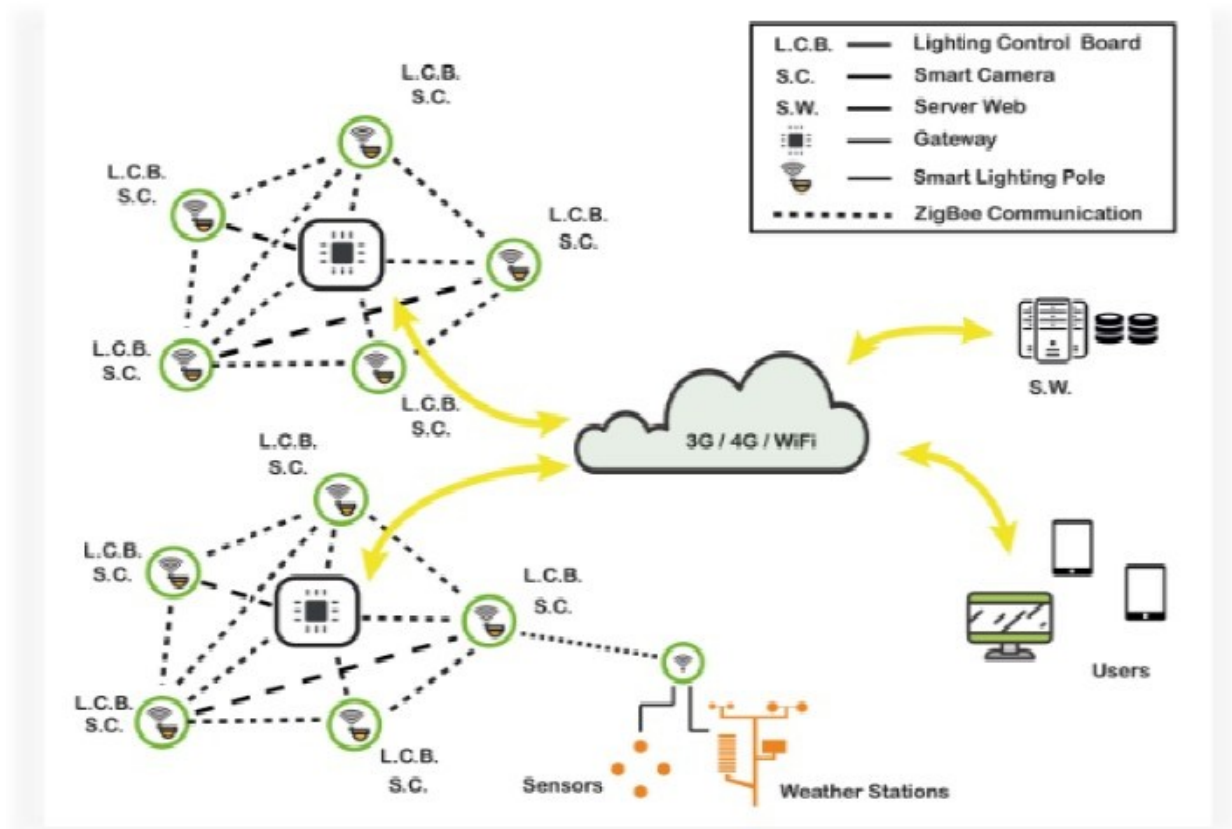 L.C.B. Lighting Control Board
S.C. Smart Camera
S.W. Server Web
Gateway
Smart Lighting Pole
ZigBee Communication
L.C.B.
S.C.
L.C.B.
S.C.
L.C.B.
S.C.
L.C.B.
S.C.
L.C.B.
S.C.
S.W.
3G / 4G / WiFi
L.C.B.
S.C.
L.C.B.
S.C.
L.C.B.
S.C.
L.C.B.
S.C.
L.C.B.
S.C.
Users
Sensors
Weather Stations